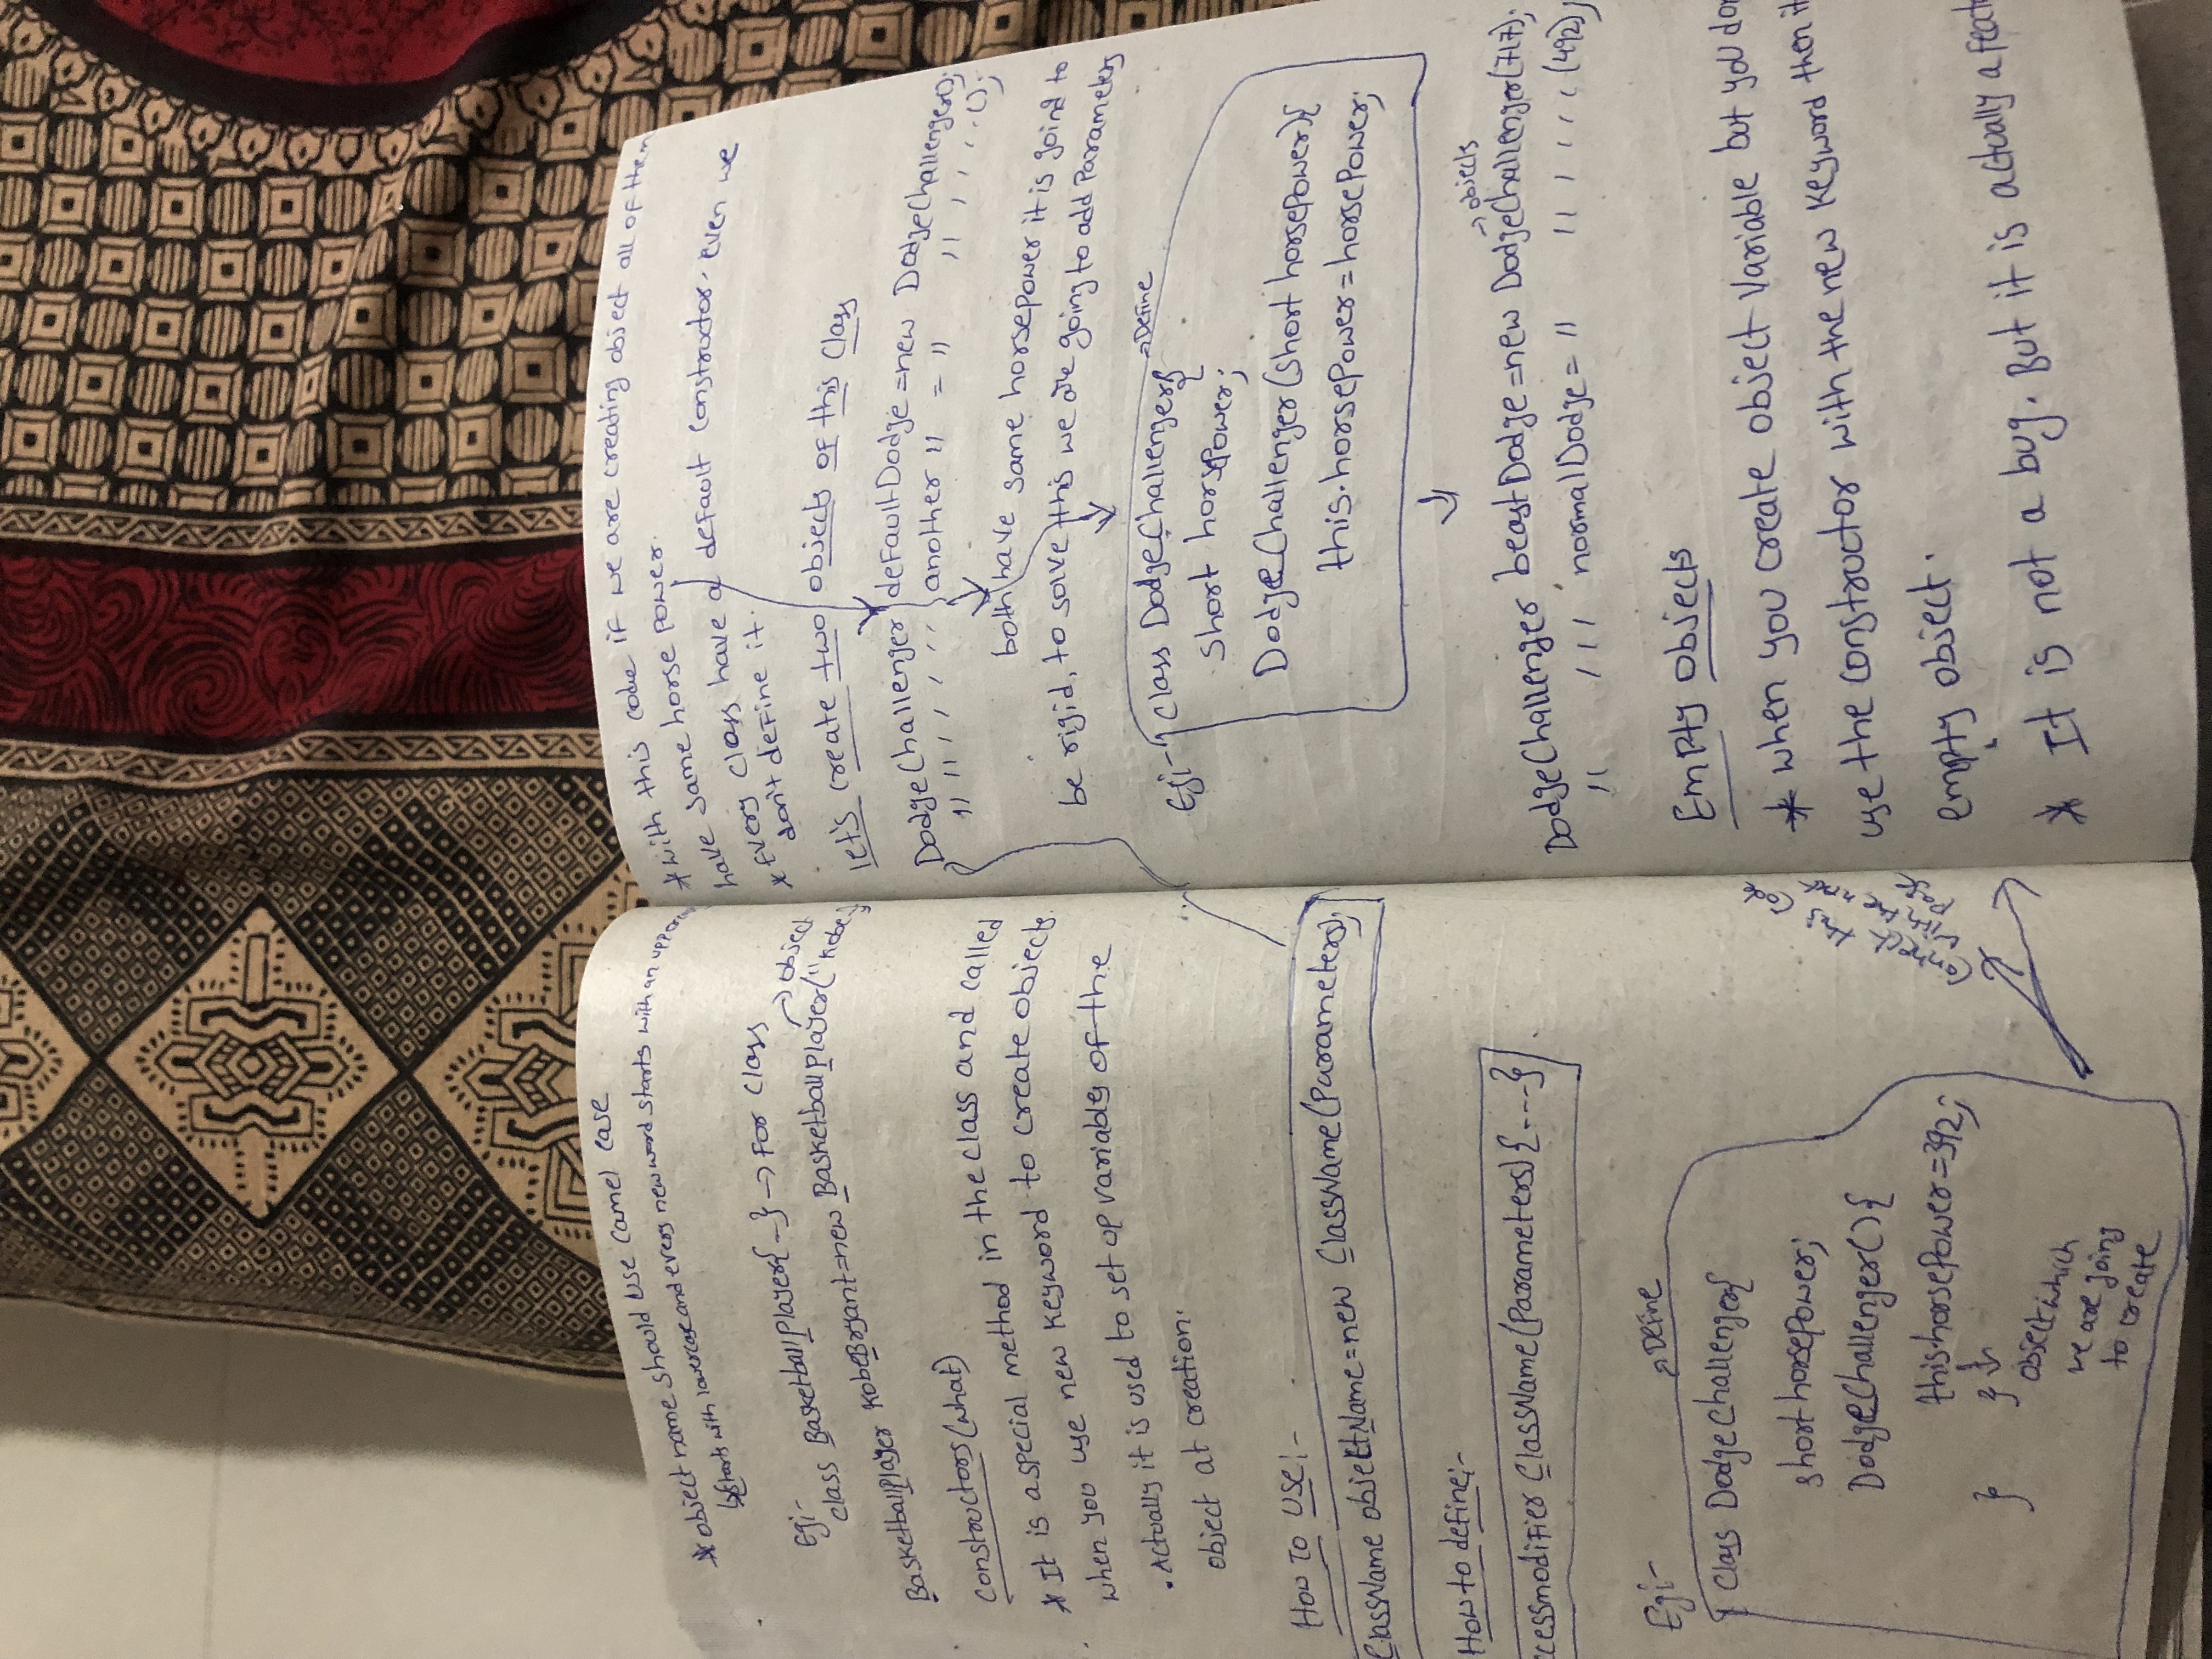 * object name should use Camel case
↳ starts with lowercase and every new word starts with an upperca
Eg:-
class BasketballPlayer{--} → For class
→ object
BasketballPlayer KobeBryant=new BasketballPlayer("Kobe
constructors (what)
* It is a special method in the class and called
when you use new keyword to create objects.
. Actually it is used to set up variables of the
object at creation.
How to use:-
ClassName objectName=new ClassName(Parameters);
How to define:-
ccessmodifier ClassName(Parameters){----}
Eg:-
→ Define
Class DodgeChallenger{
short horsePower;
DodgeChallenger(){
this.horsePower=392;
} }
object which
we are going
to create
Connect this code
with the next
page
* with this code if we are creating object all of them
have same horse power.
* Every class have a default constructor, even we
don't define it.
let's create two objects of this class
DodgeChallenger defaultDodge=new DodgeChallenger();
" " ' ' ' ' ' another " = " " ' ' ' ' ();
both have same horsepower it is going to
be rigid, to solve this we are going to add Parameters
→ Define
Eg:- Class DodgeChallenger{
short horsePower;
DodgeChallenger(short horsePower){
this.horsePower=horsePower;
→ objects
DodgeChallenger beastDodge=new DodgeChallenger(717);
" ' ' ' normalDodge= " " ' ' ' ' (492);
Empty objects
* when you create object variable but you don
use the constructor with the new keyword then it
empty object.
* It is not a bug. But it is actually a featu